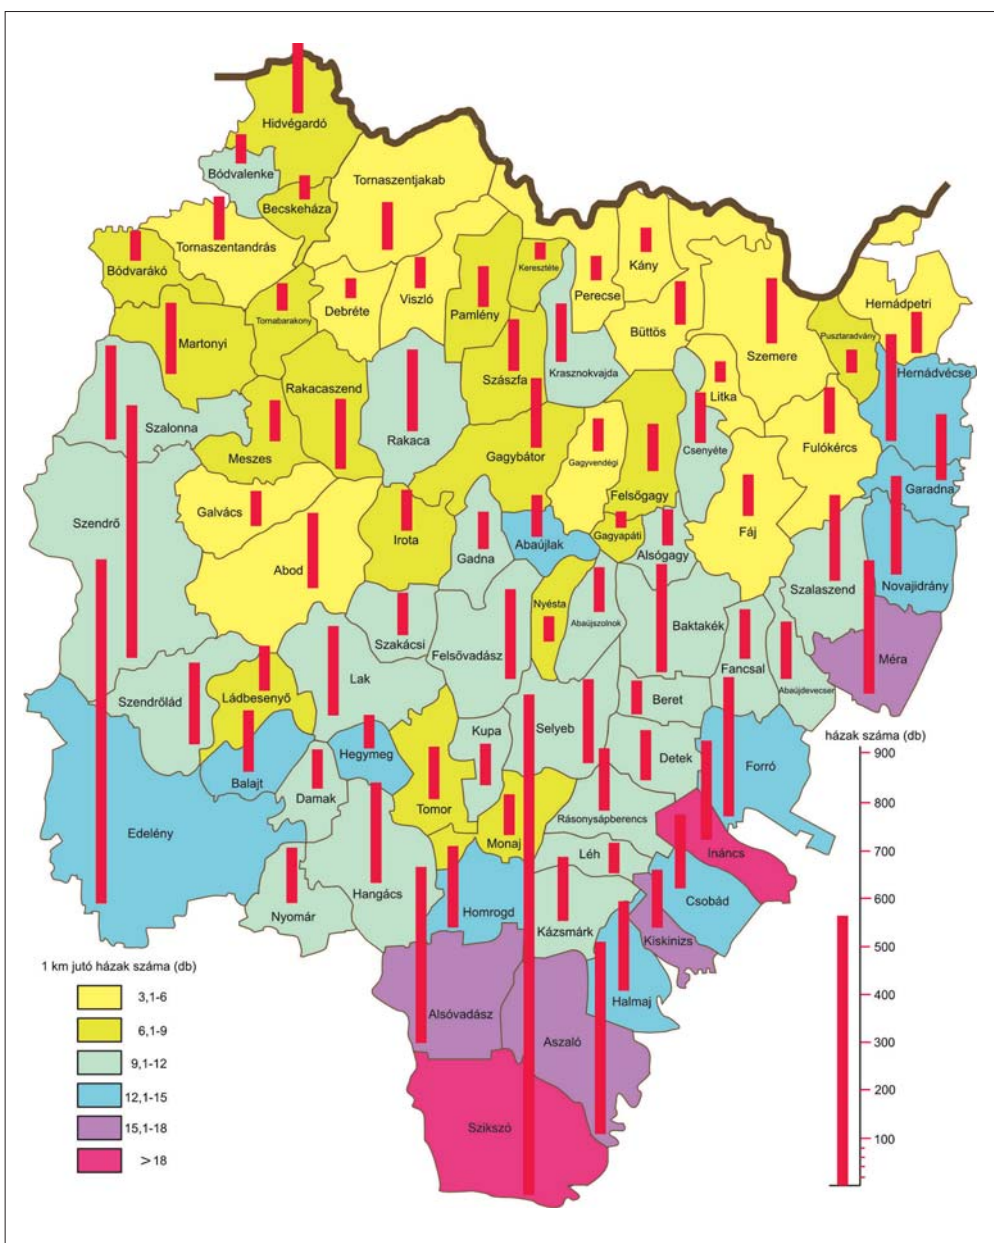 Hidvégardó
Bódvalenke
Becskeháza
Tornaszentjakab
Tornaszentandrás
Bódvarákó
Tornabarakony
Debréte
Viszló
Pamlény
Keresztéte
Perecse
Kány
Büttös
Szemere
Hernádpetri
Pusztaradvány
Hernádvécse
Martonyi
Szalonna
Rakacaszend
Rakaca
Szászfa
Krasznokvajda
Litka
Csenyéte
Fulókércs
Garadna
Meszes
Gagybátor
Gagyvendégi
Felsőgagy
Galvács
Szendrő
Abod
Irota
Gadna
Abaújlak
Gagyapáti
Alsógagy
Fáj
Szalaszend
Novajidrány
Szakácsi
Felsővadász
Nyésta
Abaújszolnok
Baktakék
Fancsal
Abaújdevecser
Méra
Lak
Szendrőlád
Ládbesenyő
Balajt
Hegymeg
Kupa
Selyeb
Beret
Detek
Forró
Edelény
Damak
Tomor
Monaj
Rásonysápberencs
Ináncs
Léh
Csobád
Nyomár
Hangács
Homrogd
Kázsmárk
Kiskinizs
Halmaj
Alsóvadász
Aszaló
Szikszó
házak száma (db)
900
800
700
600
500
400
300
200
100
1 km jutó házak száma (db)
3,1-6
6,1-9
9,1-12
12,1-15
15,1-18
>18